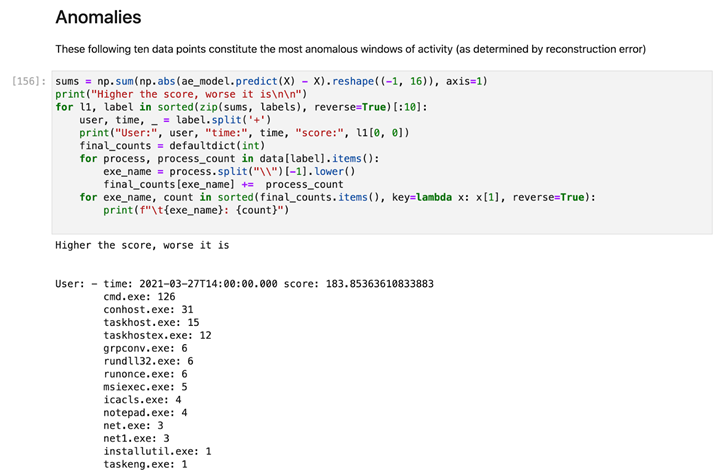 Anomalies
These following ten data points constitute the most anomalous windows of activity (as determined by reconstruction error)
[156]: sums = np.sum(np.abs(ae_model.predict(X) - X).reshape((-1, 16)), axis=1)
print("Higher the score, worse it is\n\n")
for l1, label in sorted(zip(sums, labels), reverse=True)[:10]:
    user, time, _ = label.split('+')
    print("User:", user, "time:", time, "score:", l1[0, 0])
    final_counts = defaultdict(int)
    for process, process_count in data[label].items():
        exe_name = process.split("\\")[-1].lower()
        final_counts[exe_name] +=  process_count
    for exe_name, count in sorted(final_counts.items(), key=lambda x: x[1], reverse=True):
        print(f"\t{exe_name}: {count}")
Higher the score, worse it is
User: - time: 2021-03-27T14:00:00.000 score: 183.85363610833883
cmd.exe: 126
conhost.exe: 31
taskhost.exe: 15
taskhostex.exe: 12
grpconv.exe: 6
rundll32.exe: 6
runonce.exe: 6
msiexec.exe: 5
icacls.exe: 4
notepad.exe: 4
net.exe: 3
net1.exe: 3
installutil.exe: 1
taskeng.exe: 1